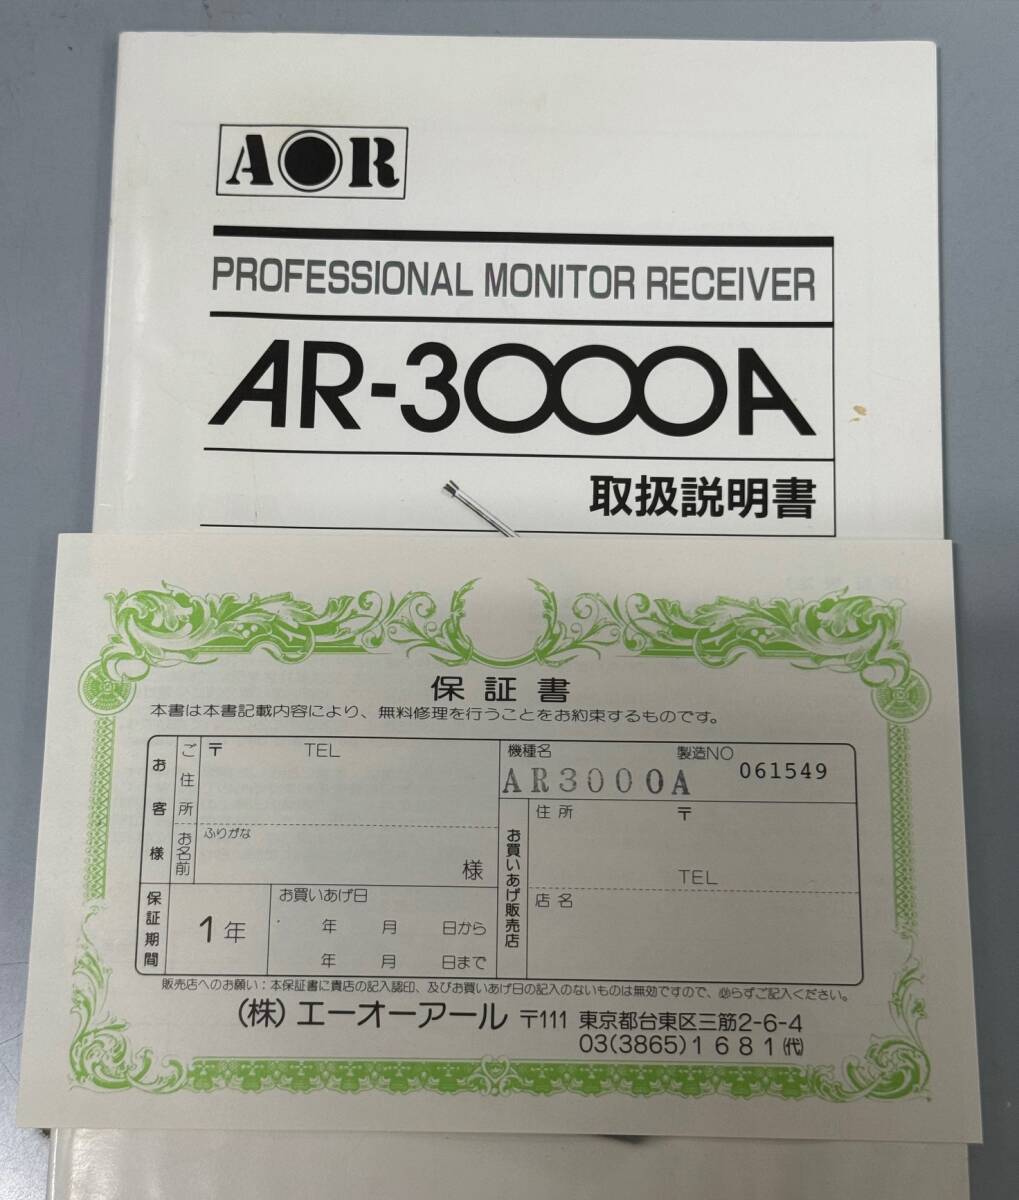 AOR
PROFESSIONAL MONITOR RECEIVER
AR-3000A
取扱説明書
保証書
本書は本書記載内容により、無料修理を行うことをお約束するものです。
お客様
ご住所
〒 TEL
お名前
ふりがな
様
保証期間
1年
お買いあげ日
年 月 日から
年 月 日まで
機種名
AR3000A
製造NO 061549
お買いあげ販売店
住所 〒
TEL
店名
販売店へのお願い:本保証書に貴店の記入認印、及びお買いあげ日の記入のないものは無効ですので、必らずご記入ください。
(株)エーオーアール 〒111 東京都台東区三筋2-6-4
03(3865)1681(代)